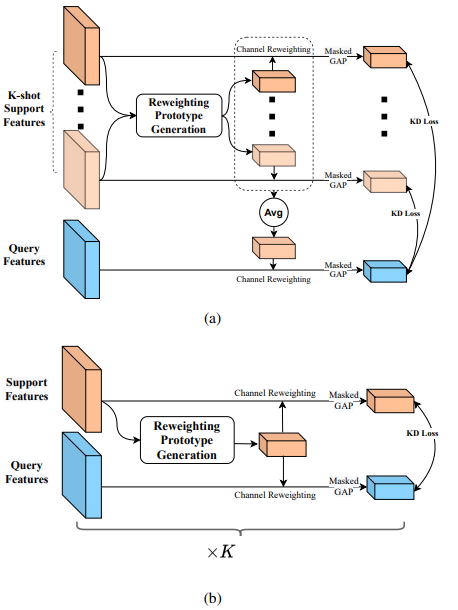 Channel Reweighting
Masked
GAP
K-shot
Support
Features
Reweighting
Prototype
Generation
KD Loss
Masked
GAP
Avg
KD Loss
Query
Features
Channel Reweighting
Masked
GAP
(a)
Support
Features
Channel Reweighting
Masked
GAP
Reweighting
Prototype
Generation
KD Loss
Query
Features
Channel Reweighting
Masked
GAP
×K
(b)